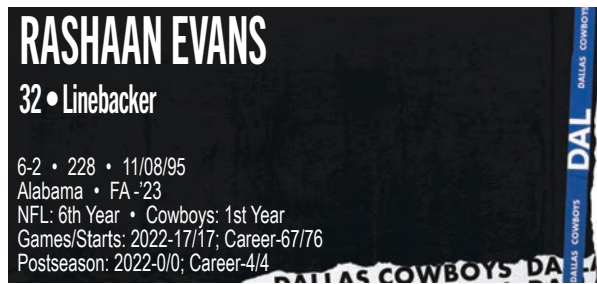 RASHAAN EVANS
32 • Linebacker
6-2 • 228 • 11/08/95
Alabama • FA -'23
NFL: 6th Year • Cowboys: 1st Year
Games/Starts: 2022-17/17; Career-67/76
Postseason: 2022-0/0; Career-4/4
DALLAS COWBOYS DA
DALLAS COWBOYS
DAL
DALLAS COWBOYS